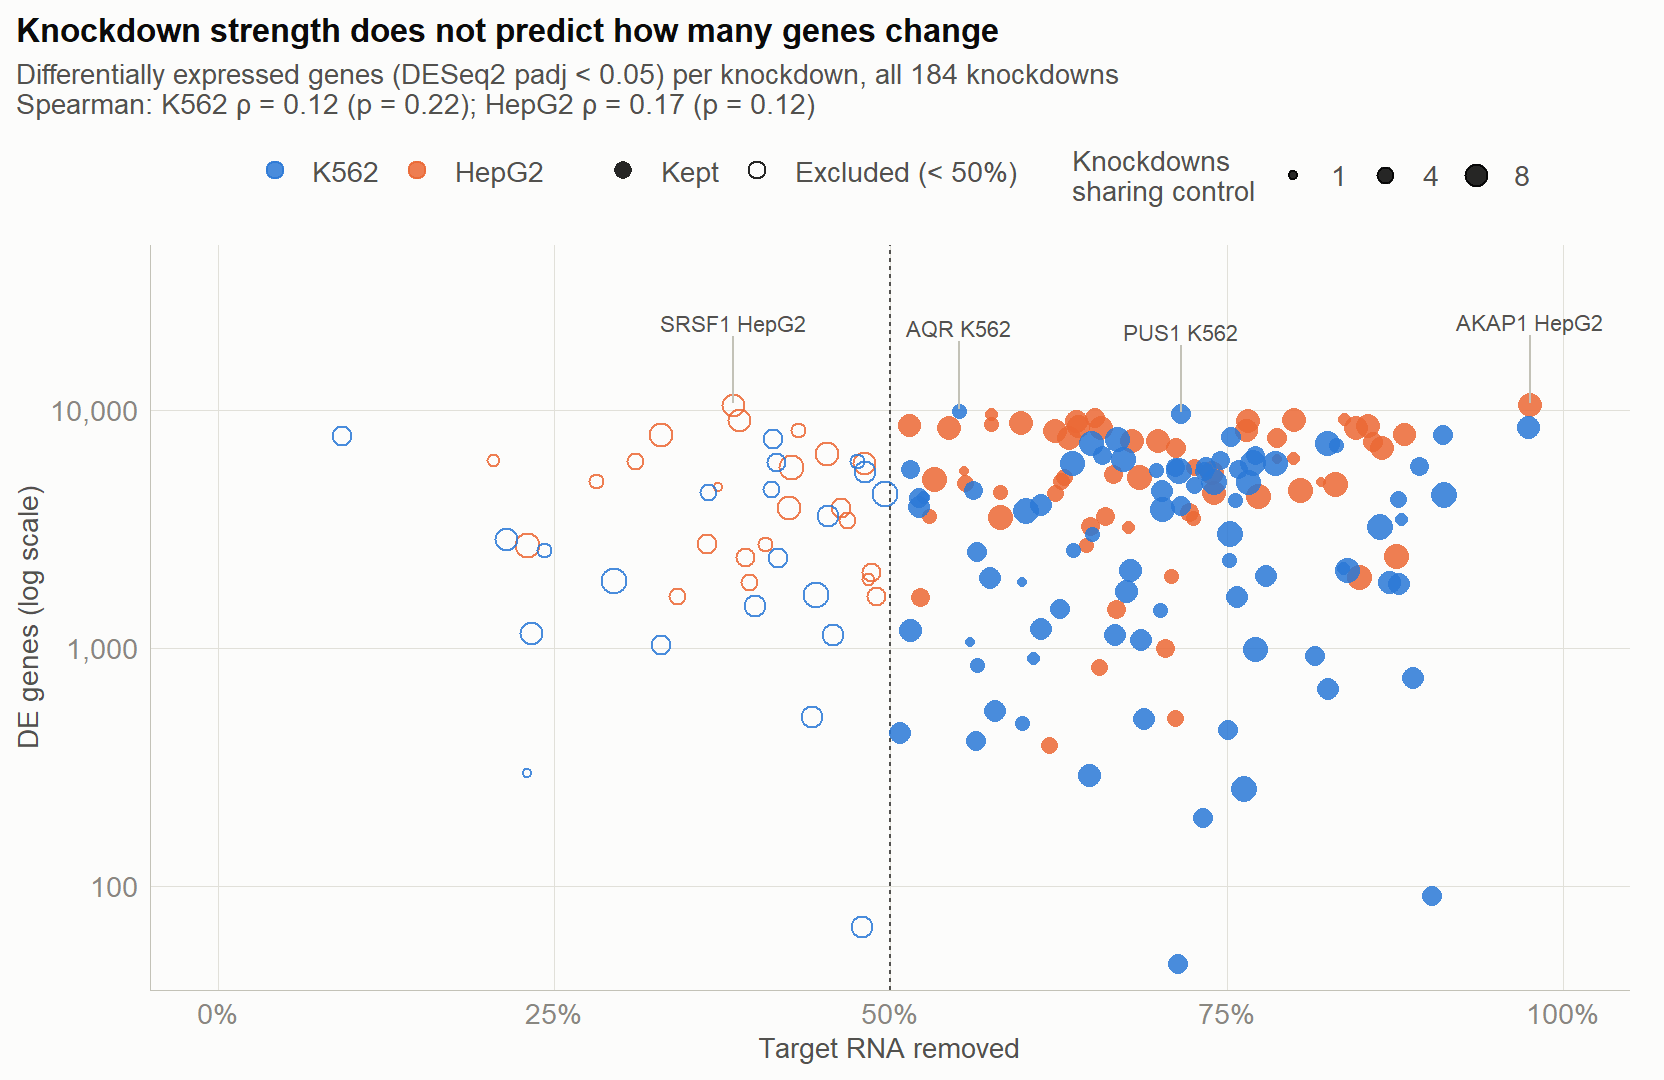 Knockdown strength does not predict how many genes change
Differentially expressed genes (DESeq2 padj < 0.05) per knockdown, all 184 knockdowns
Spearman: K562 ρ = 0.12 (p = 0.22); HepG2 ρ = 0.17 (p = 0.12)
K562 HepG2 Kept Excluded (< 50%)
Knockdowns
sharing control
1 4 8
SRSF1 HepG2
AQR K562
PUS1 K562
AKAP1 HepG2
10,000
1,000
100
DE genes (log scale)
0% 25% 50% 75% 100%
Target RNA removed